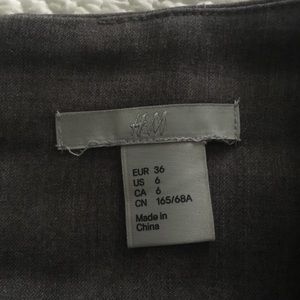 H&M
EUR 36
US 6
CA 6
CN 165/68A
Made in
China